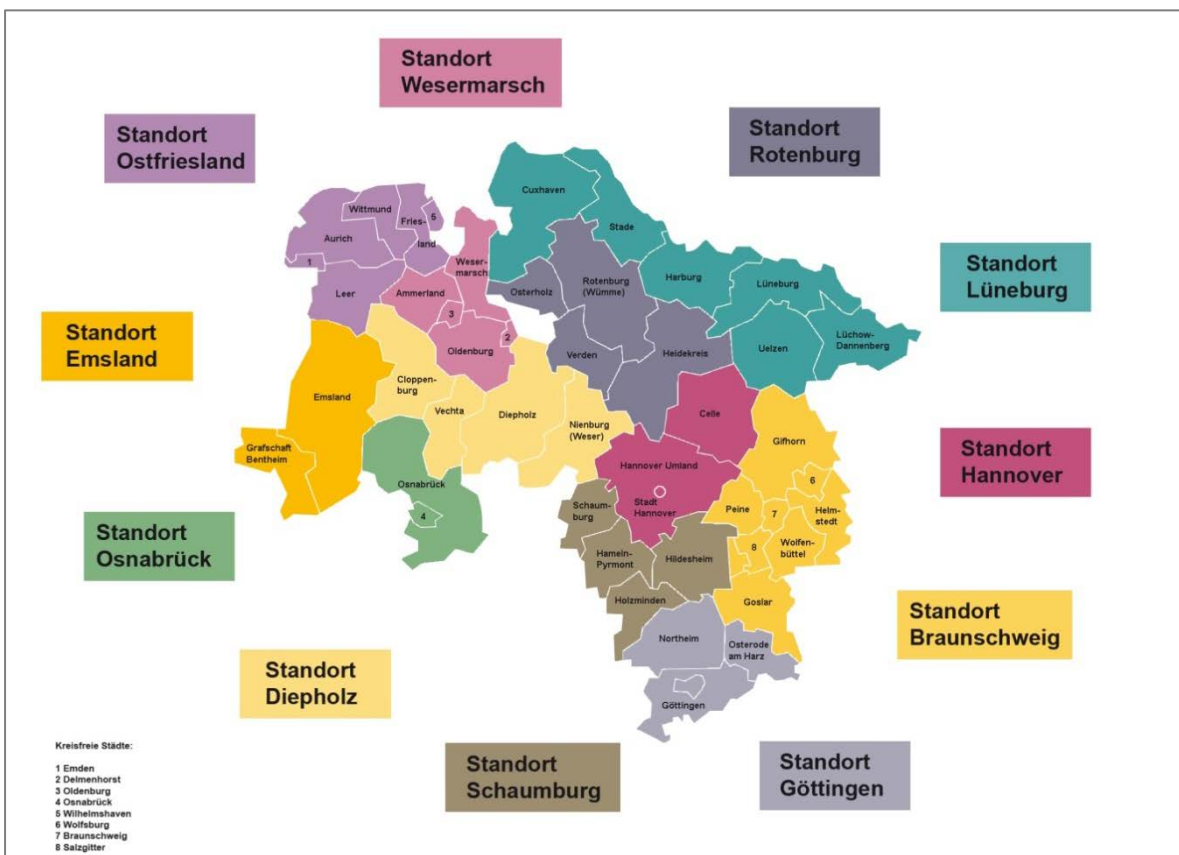 Standort
Wesermarsch
Standort
Ostfriesland
Standort
Rotenburg
Cuxhaven
Wittmund
Fries-
5
Aurich
land
Stade
1
Weser-
marsch
Rotenburg
(Wümme)
Harburg
Lüneburg
Standort
Lüneburg
Leer
Ammerland
Osterholz
3
2
Standort
Emsland
Oldenburg
Verden
Heidekreis
Uelzen
Lüchow-
Dannenberg
Cloppen-
burg
Emsland
Vechta
Diepholz
Nienburg
(Weser)
Celle
Gifhorn
Standort
Hannover
Grafschaft
Bentheim
Osnabrück
Hannover Umland
6
Stadt
Hannover
Schaum-
burg
Peine
7
Helm-
stedt
4
Standort
Osnabrück
Hameln-
Pyrmont
Hildesheim
8
Wolfen-
büttel
Holzminden
Goslar
Standort
Braunschweig
Northeim
Osterode
am Harz
Standort
Diepholz
Göttingen
Standort
Schaumburg
Standort
Göttingen
Kreisfreie Städte:
1 Emden
2 Delmenhorst
3 Oldenburg
4 Osnabrück
5 Wilhelmshaven
6 Wolfsburg
7 Braunschweig
8 Salzgitter